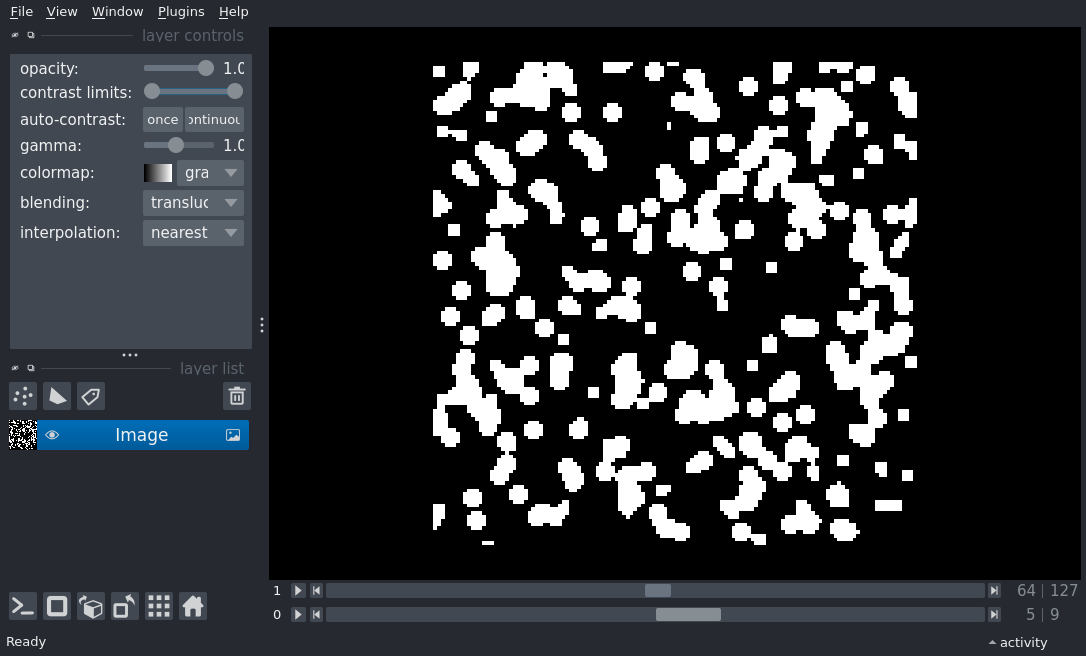 File View Window Plugins Help
layer controls
opacity: 1.0
contrast limits:
auto-contrast: once ontinuou
gamma: 1.0
colormap: gra
blending: transluc
interpolation: nearest
layer list
Image
1 64 127
0 5 9
Ready activity